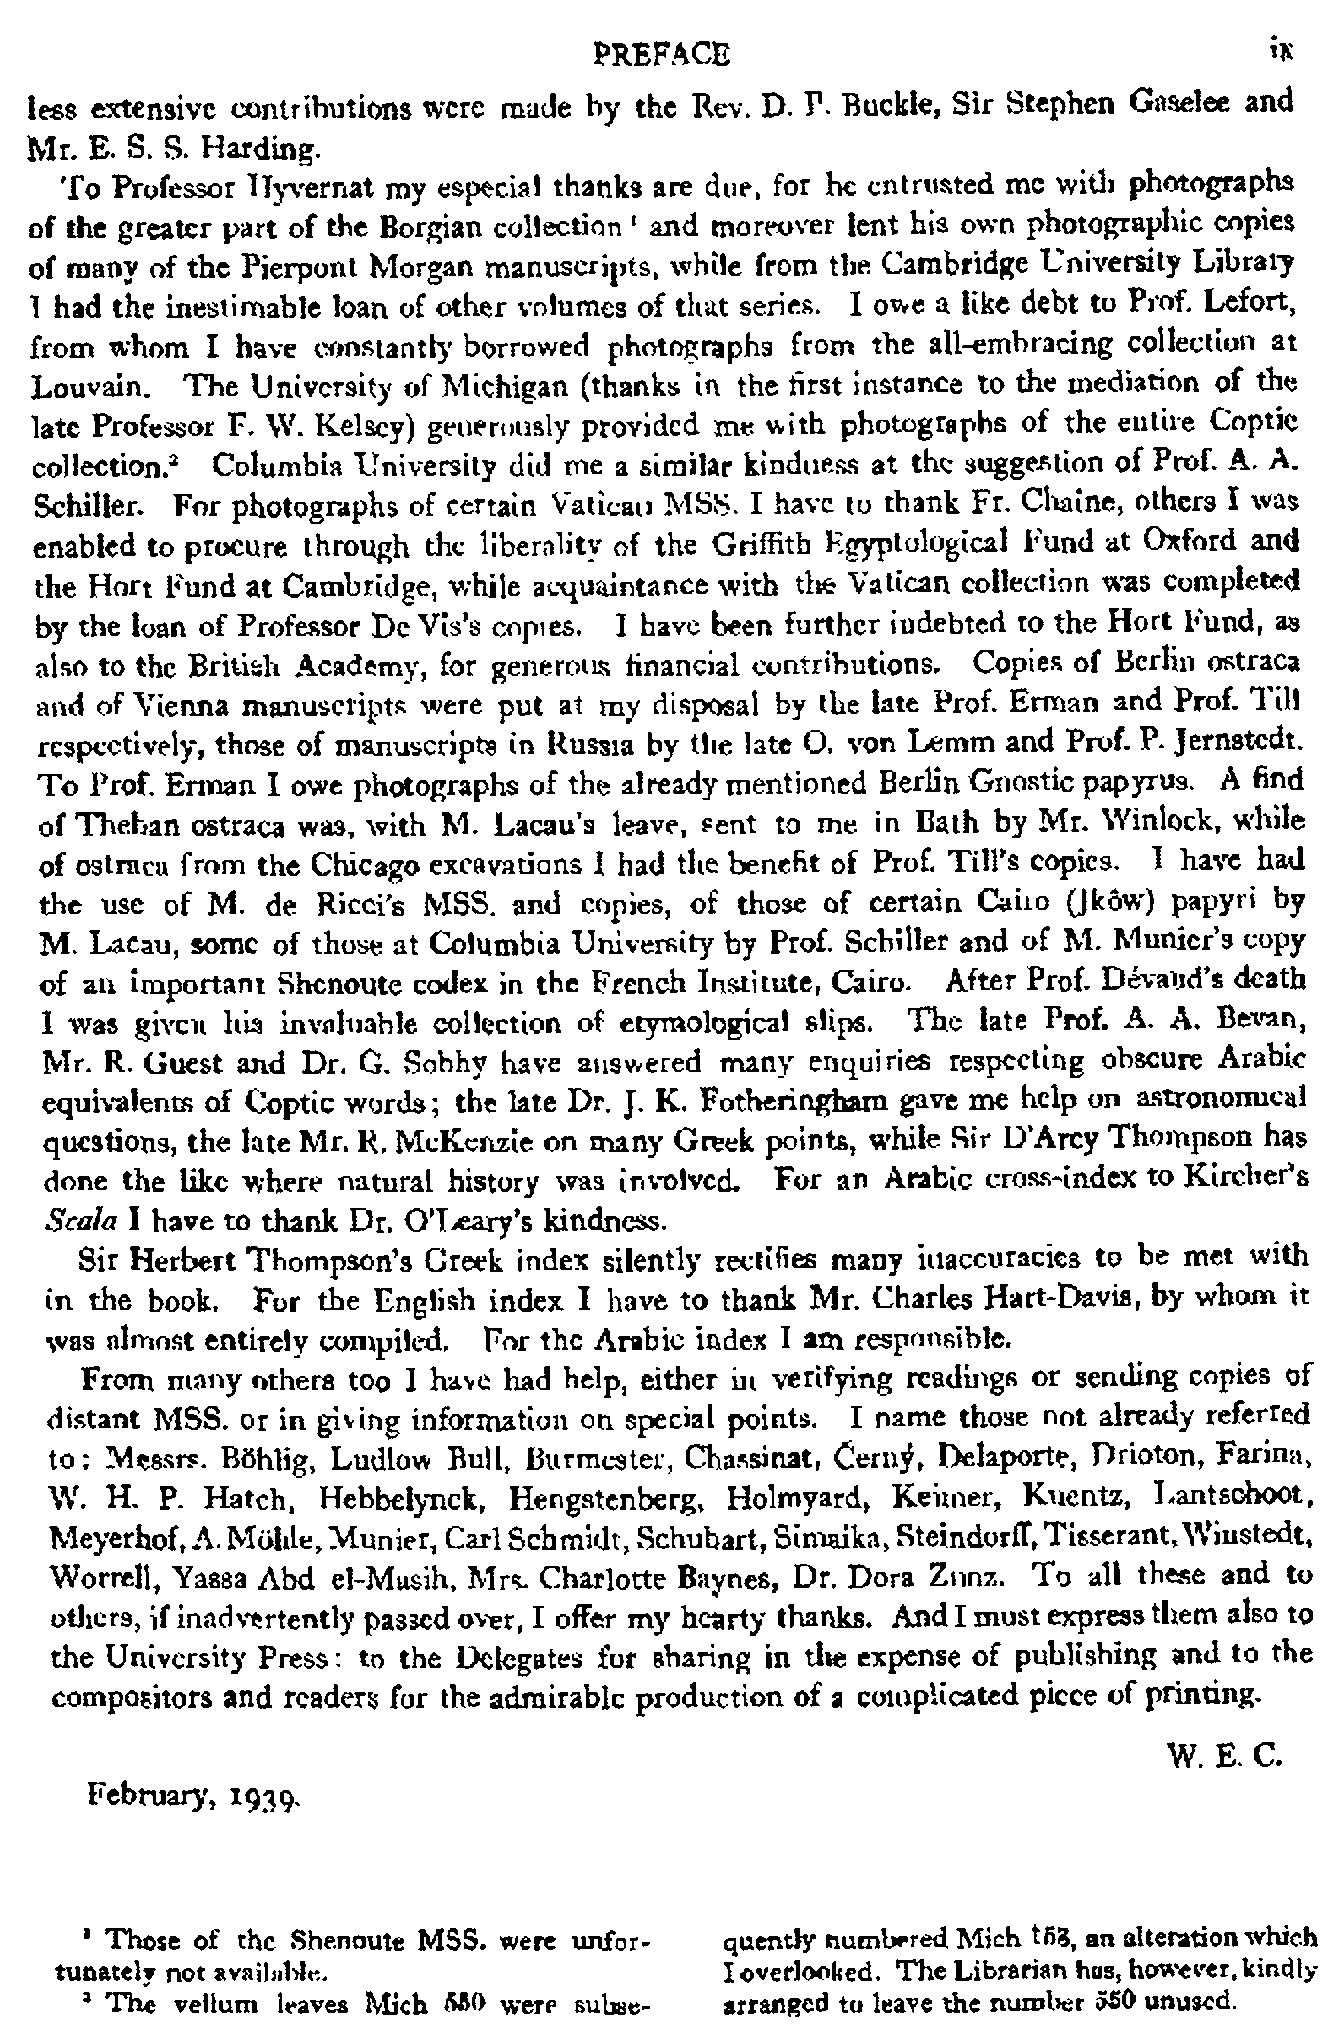 PREFACE ix
less extensive contributions were made by the Rev. D. P. Buckle, Sir Stephen Gaselee and
Mr. E. S. S. Harding.
To Professor Hyvernat my especial thanks are due, for he entrusted me with photographs
of the greater part of the Borgian collection ¹ and moreover lent his own photographic copies
of many of the Pierpont Morgan manuscripts, while from the Cambridge University Library
I had the inestimable loan of other volumes of that series. I owe a like debt to Prof. Lefort,
from whom I have constantly borrowed photographs from the all-embracing collection at
Louvain. The University of Michigan (thanks in the first instance to the mediation of the
late Professor F. W. Kelsey) generously provided me with photographs of the entire Coptic
collection.² Columbia University did me a similar kindness at the suggestion of Prof. A. A.
Schiller. For photographs of certain Vatican MSS. I have to thank Fr. Chaine, others I was
enabled to procure through the liberality of the Griffith Egyptological Fund at Oxford and
the Hort Fund at Cambridge, while acquaintance with the Vatican collection was completed
by the loan of Professor De Vis's copies. I have been further indebted to the Hort Fund, as
also to the British Academy, for generous financial contributions. Copies of Berlin ostraca
and of Vienna manuscripts were put at my disposal by the late Prof. Erman and Prof. Till
respectively, those of manuscripts in Russia by the late O. von Lemm and Prof. P. Jernstedt.
To Prof. Erman I owe photographs of the already mentioned Berlin Gnostic papyrus. A find
of Theban ostraca was, with M. Lacau's leave, sent to me in Bath by Mr. Winlock, while
of ostraca from the Chicago excavations I had the benefit of Prof. Till's copies. I have had
the use of M. de Ricci's MSS. and copies, of those of certain Cairo (Jkôw) papyri by
M. Lacau, some of those at Columbia University by Prof. Schiller and of M. Munier's copy
of an important Shenoute codex in the French Institute, Cairo. After Prof. Dévaud's death
I was given his invaluable collection of etymological slips. The late Prof. A. A. Bevan,
Mr. R. Guest and Dr. G. Sobhy have answered many enquiries respecting obscure Arabic
equivalents of Coptic words; the late Dr. J. K. Fotheringham gave me help on astronomical
questions, the late Mr. R. McKenzie on many Greek points, while Sir D'Arcy Thompson has
done the like where natural history was involved. For an Arabic cross-index to Kircher's
Scala I have to thank Dr. O'Leary's kindness.
Sir Herbert Thompson's Greek index silently rectifies many inaccuracies to be met with
in the book. For the English index I have to thank Mr. Charles Hart-Davis, by whom it
was almost entirely compiled. For the Arabic index I am responsible.
From many others too I have had help, either in verifying readings or sending copies of
distant MSS. or in giving information on special points. I name those not already referred
to: Messrs. Böhlig, Ludlow Bull, Burmester, Chassinat, Černý, Delaporte, Drioton, Farina,
W. H. P. Hatch, Hebbelynck, Hengstenberg, Holmyard, Keimer, Kuentz, Lantschoot,
Meyerhof, A. Möhle, Munier, Carl Schmidt, Schubart, Simaika, Steindorff, Tisserant, Winstedt,
Worrell, Yassa Abd el-Masih, Mrs. Charlotte Baynes, Dr. Dora Zunz. To all these and to
others, if inadvertently passed over, I offer my hearty thanks. And I must express them also to
the University Press: to the Delegates for sharing in the expense of publishing and to the
compositors and readers for the admirable production of a complicated piece of printing.
W. E. C.
February, 1939.
¹ Those of the Shenoute MSS. were unfor-
tunately not available.
² The vellum leaves Mich 550 were subse-
quently numbered Mich 158, an alteration which
I overlooked. The Librarian has, however, kindly
arranged to leave the number 550 unused.